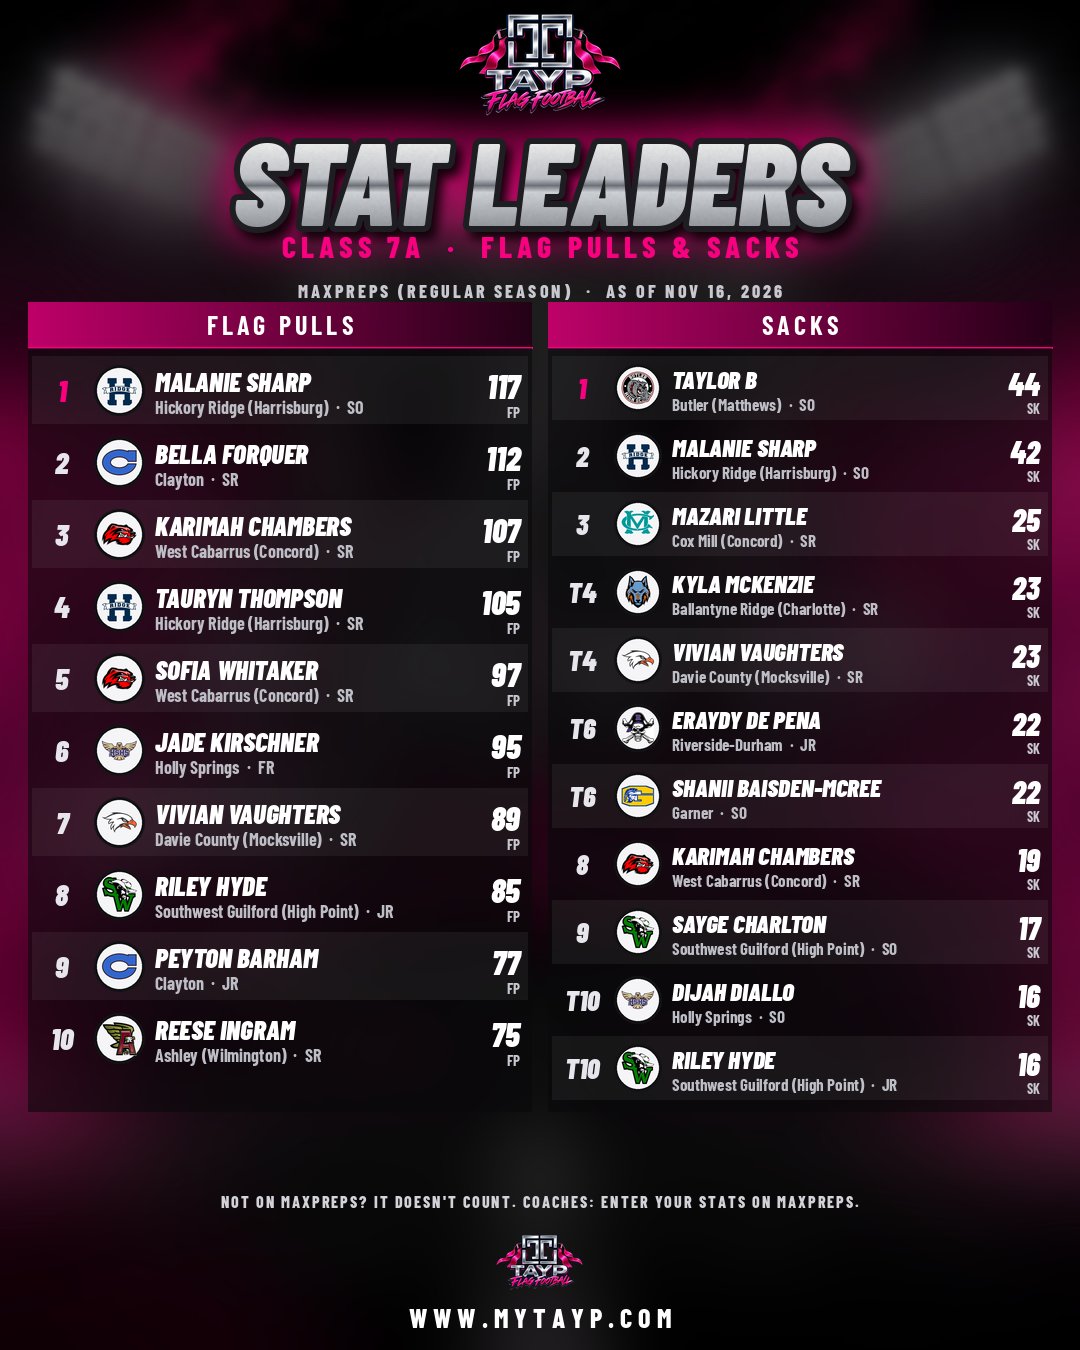 TAYP
FLAG FOOTBALL
STAT LEADERS
CLASS 7A · FLAG PULLS & SACKS
MAXPREPS (REGULAR SEASON) · AS OF NOV 16, 2026
FLAG PULLS
1 MALANIE SHARP 117
Hickory Ridge (Harrisburg) · SO FP
2 BELLA FORQUER 112
Clayton · SR FP
3 KARIMAH CHAMBERS 107
West Cabarrus (Concord) · SR FP
4 TAURYN THOMPSON 105
Hickory Ridge (Harrisburg) · SR FP
5 SOFIA WHITAKER 97
West Cabarrus (Concord) · SR FP
6 JADE KIRSCHNER 95
Holly Springs · FR FP
7 VIVIAN VAUGHTERS 89
Davie County (Mocksville) · SR FP
8 RILEY HYDE 85
Southwest Guilford (High Point) · JR FP
9 PEYTON BARHAM 77
Clayton · JR FP
10 REESE INGRAM 75
Ashley (Wilmington) · SR FP
SACKS
1 TAYLOR B 44
Butler (Matthews) · SO SK
2 MALANIE SHARP 42
Hickory Ridge (Harrisburg) · SO SK
3 MAZARI LITTLE 25
Cox Mill (Concord) · SR SK
T4 KYLA MCKENZIE 23
Ballantyne Ridge (Charlotte) · SR SK
T4 VIVIAN VAUGHTERS 23
Davie County (Mocksville) · SR SK
T6 ERAYDY DE PENA 22
Riverside-Durham · JR SK
T6 SHANII BAISDEN-MCREE 22
Garner · SO SK
8 KARIMAH CHAMBERS 19
West Cabarrus (Concord) · SR SK
9 SAYGE CHARLTON 17
Southwest Guilford (High Point) · SO SK
T10 DIJAH DIALLO 16
Holly Springs · SO SK
T10 RILEY HYDE 16
Southwest Guilford (High Point) · JR SK
NOT ON MAXPREPS? IT DOESN'T COUNT. COACHES: ENTER YOUR STATS ON MAXPREPS.
TAYP
FLAG FOOTBALL
WWW.MYTAYP.COM